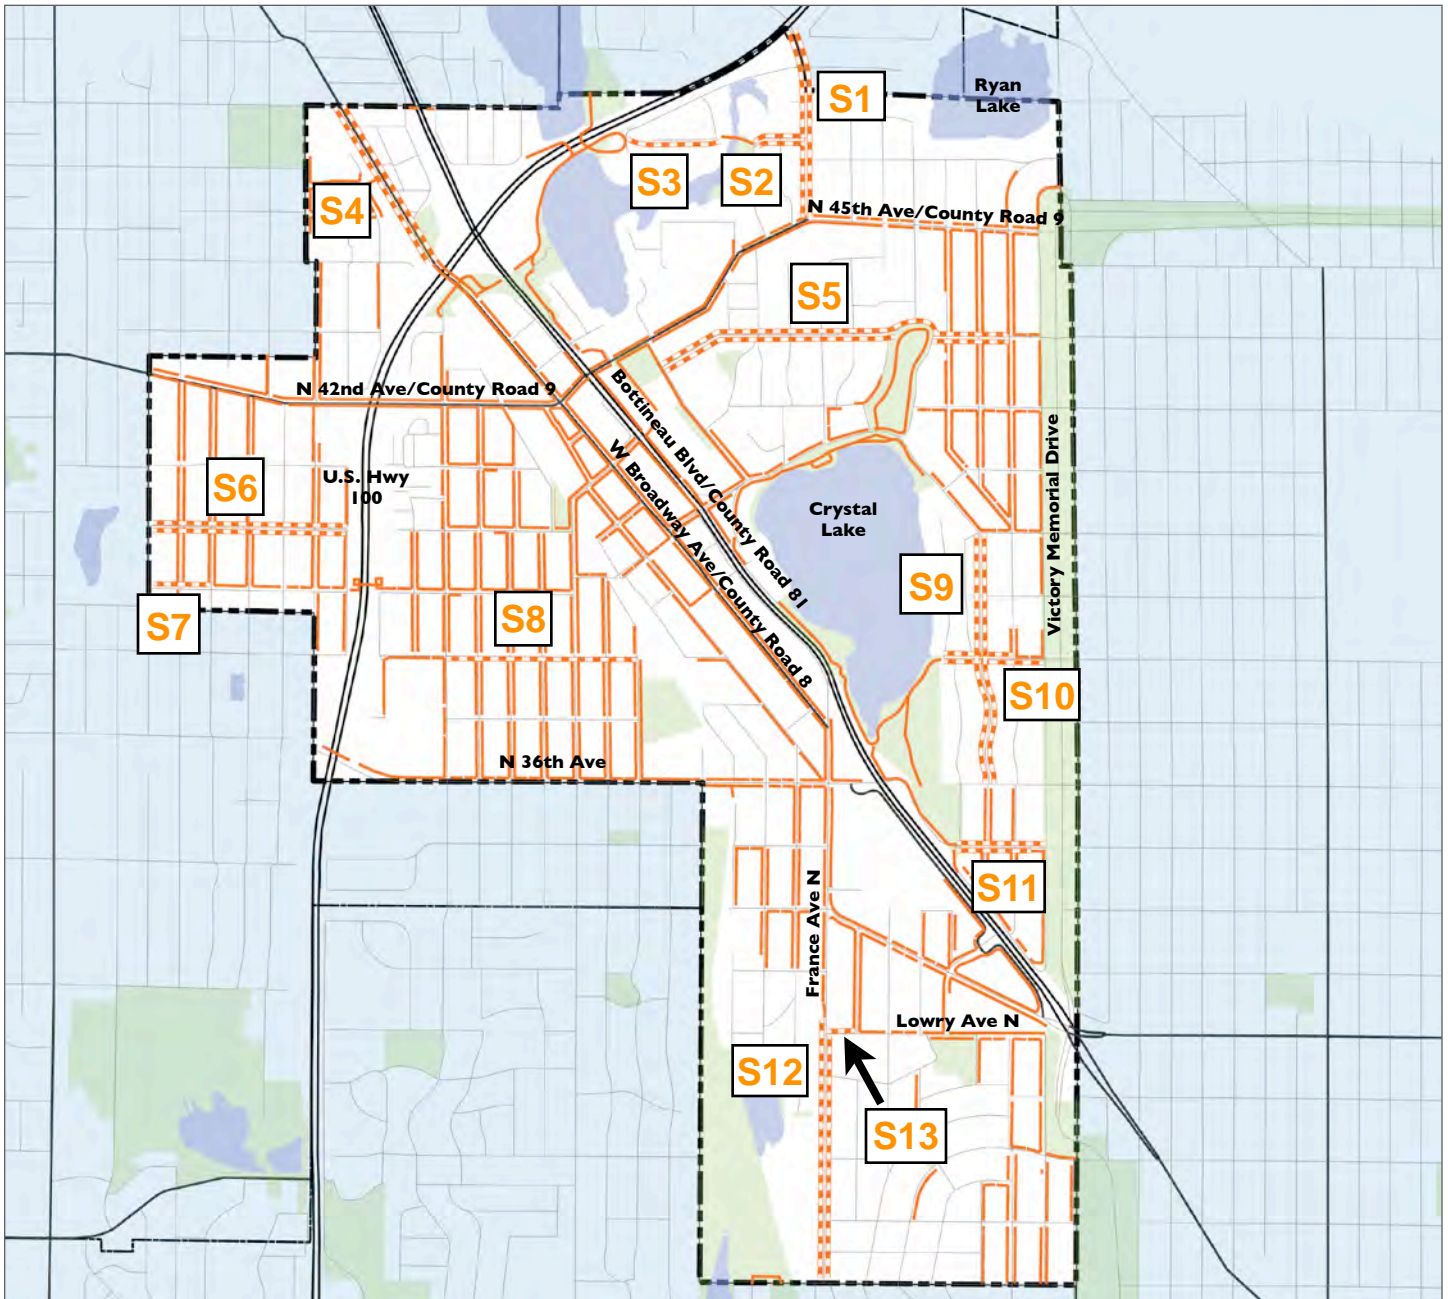 Ryan
Lake
S1
S3
S2
S4
N 45th Ave/County Road 9
S5
N 42nd Ave/County Road 9
Bottineau Blvd/County Road 81
W Broadway Ave/County Road 8
Victory Memorial Drive
S6
U.S. Hwy
100
Crystal
Lake
S9
S7
S8
S10
N 36th Ave
S11
France Ave N
Lowry Ave N
S12
S13